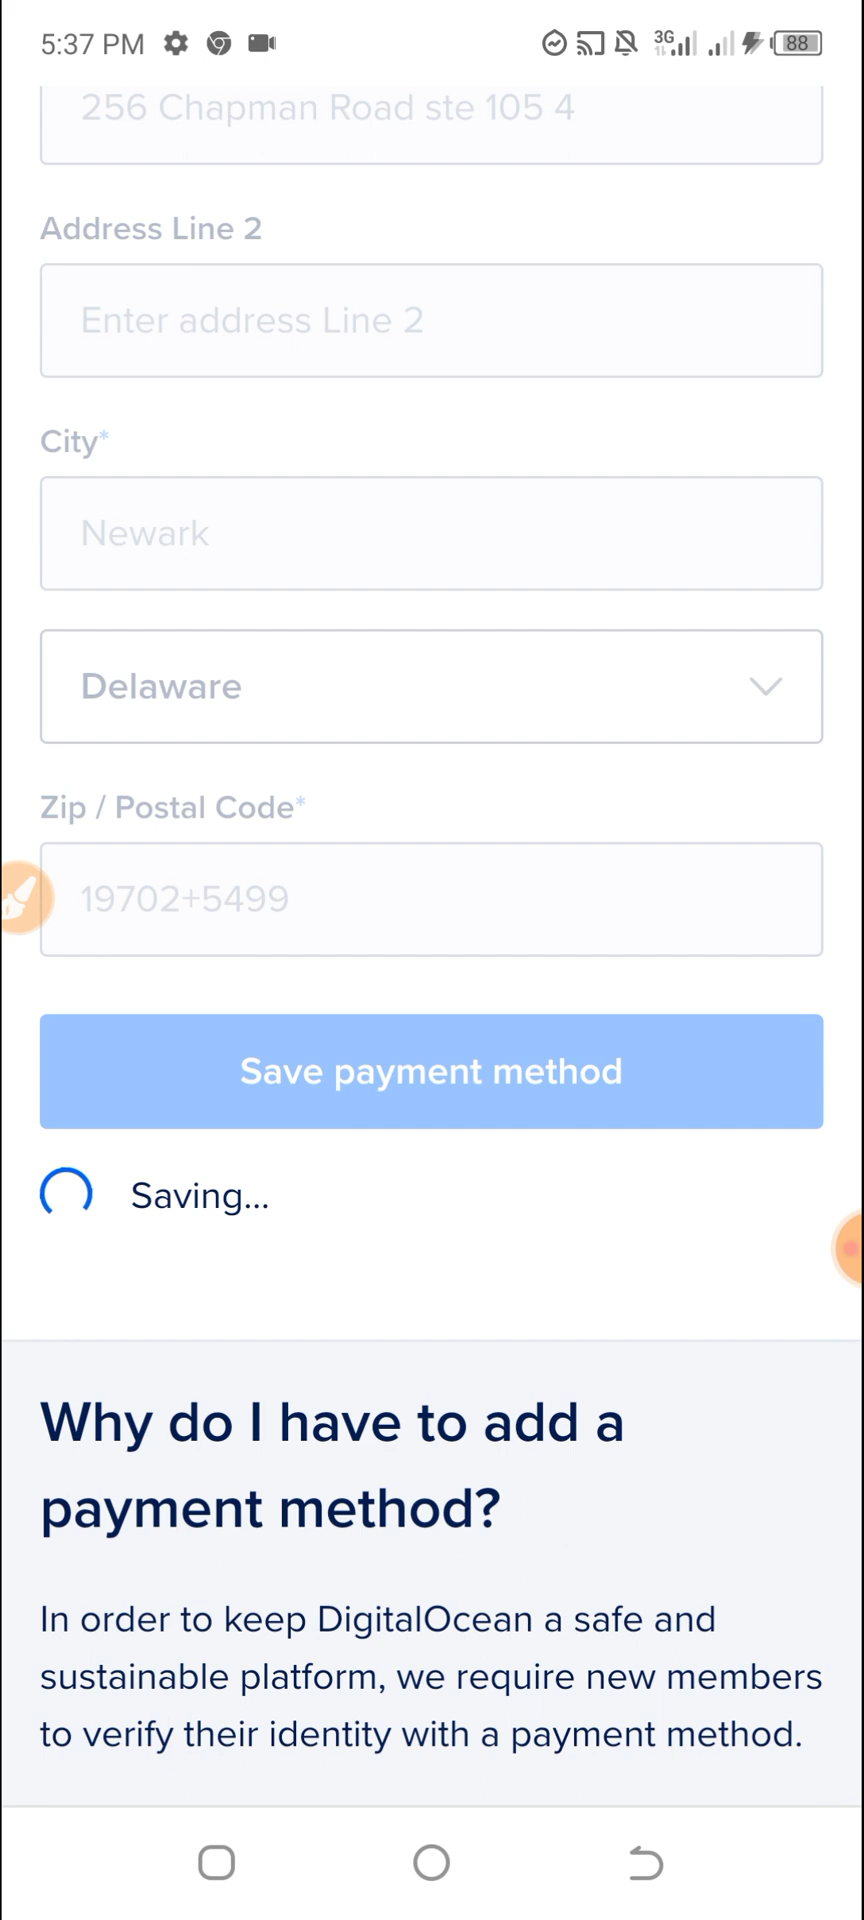 5:37 PM
3G
88
256 Chapman Road ste 105 4
Address Line 2
Enter address Line 2
City*
Newark
Delaware
Zip / Postal Code*
19702+5499
Save payment method
Saving...
Why do I have to add a
payment method?
In order to keep DigitalOcean a safe and
sustainable platform, we require new members
to verify their identity with a payment method.